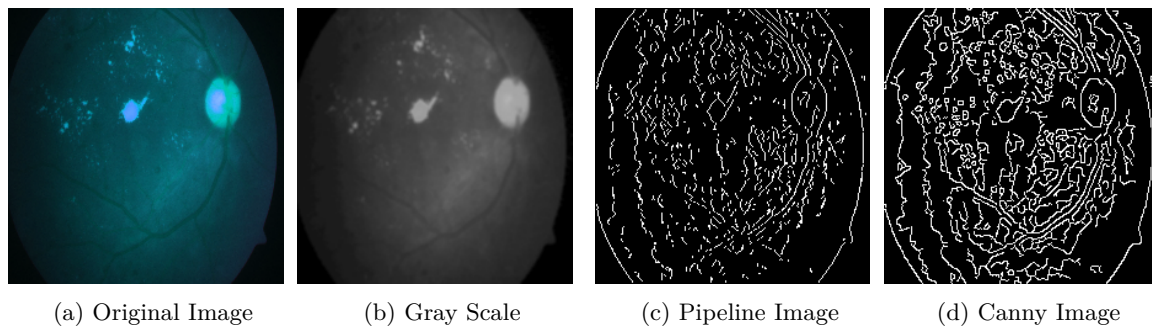 (a) Original Image
(b) Gray Scale
(c) Pipeline Image
(d) Canny Image